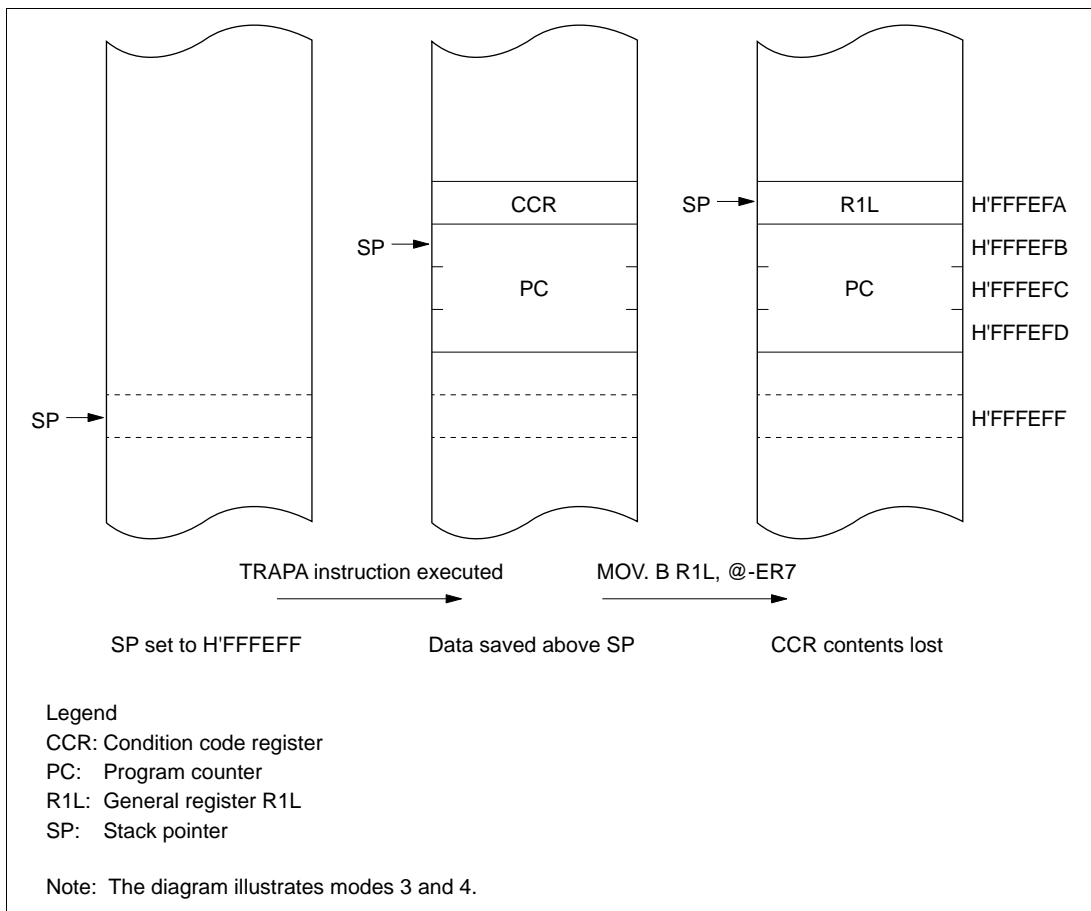 CCR
SP
R1L
H'FFFEFA
SP
H'FFFEFB
PC
PC
H'FFFEFC
H'FFFEFD
SP
H'FFFEFF
TRAPA instruction executed
MOV. B R1L, @-ER7
SP set to H'FFFEFF
Data saved above SP
CCR contents lost
Legend
CCR: Condition code register
PC: Program counter
R1L: General register R1L
SP: Stack pointer
Note: The diagram illustrates modes 3 and 4.